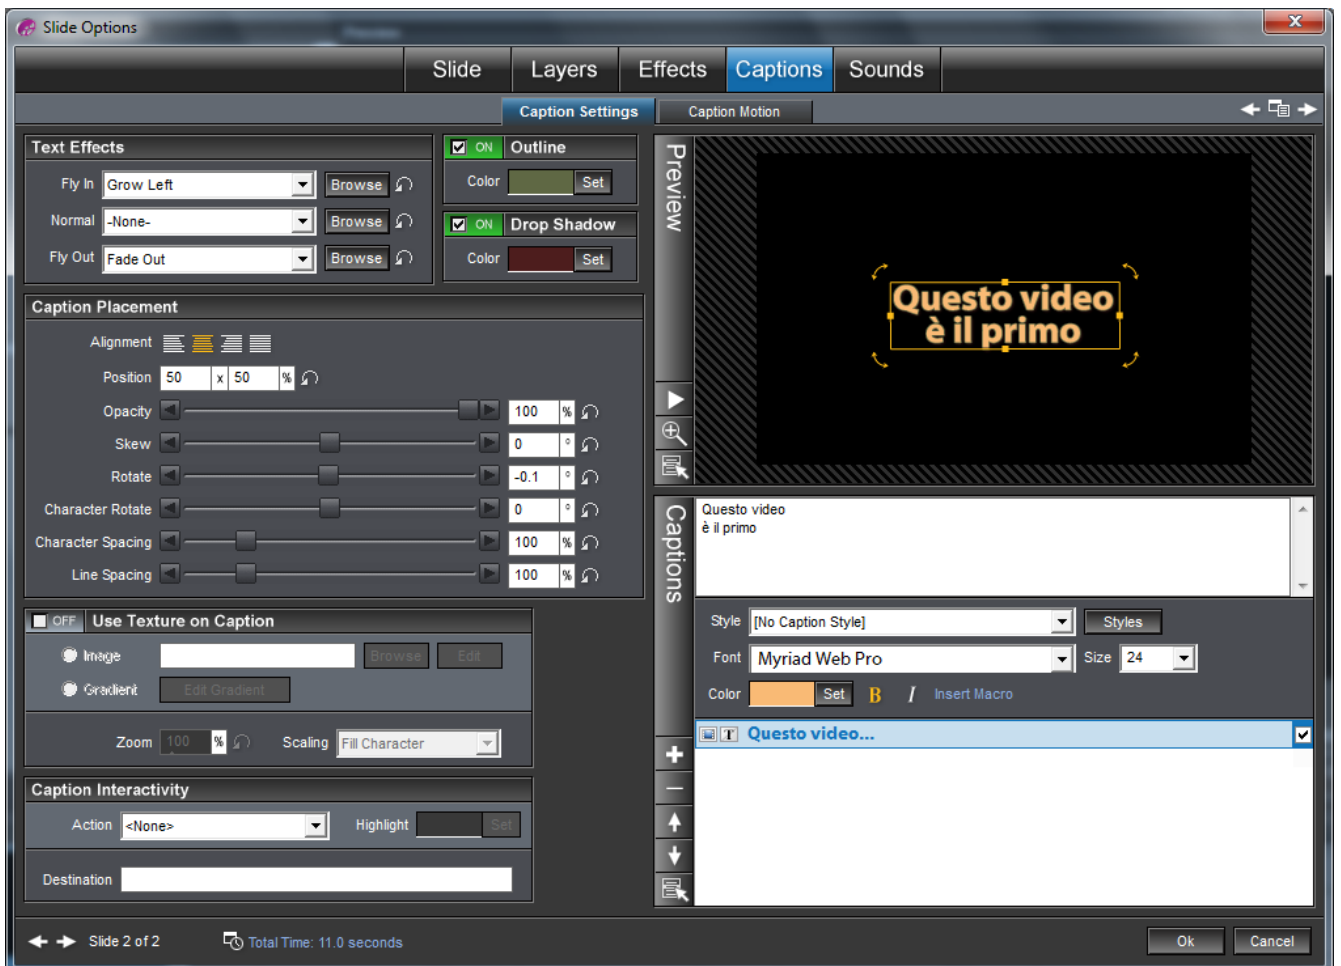 Slide Options
Slide Layers Effects Captions Sounds
Caption Settings Caption Motion
Text Effects
Fly In Grow Left Browse
Normal -None- Browse
Fly Out Fade Out Browse
ON Outline
Color Set
ON Drop Shadow
Color Set
Caption Placement
Alignment
Position 50 x 50 %
Opacity 100 %
Skew 0 °
Rotate -0.1 °
Character Rotate 0 °
Character Spacing 100 %
Line Spacing 100 %
OFF Use Texture on Caption
Image Browse Edit
Gradient Edit Gradient
Zoom 100 % Scaling Fill Character
Caption Interactivity
Action <None> Highlight Set
Destination
Preview
Questo video
è il primo
Captions
Questo video
è il primo
Style [No Caption Style] Styles
Font Myriad Web Pro Size 24
Color Set B I Insert Macro
T Questo video...
Slide 2 of 2 Total Time: 11.0 seconds Ok Cancel